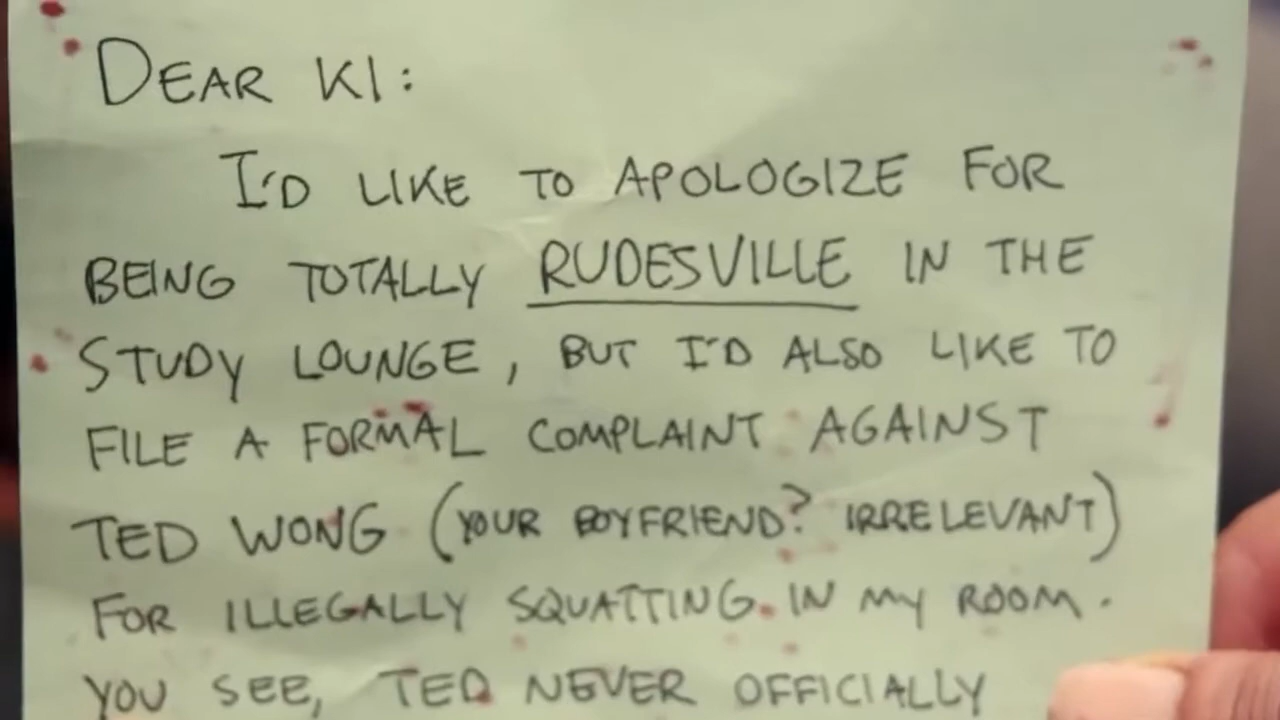 DEAR KI:
I'D LIKE TO APOLOGIZE FOR
BEING TOTALLY RUDESVILLE IN THE
STUDY LOUNGE, BUT I'D ALSO LIKE TO
FILE A FORMAL COMPLAINT AGAINST
TED WONG (YOUR BOYFRIEND? IRRELEVANT)
FOR ILLEGALLY SQUATTING IN MY ROOM.
YOU SEE, TED NEVER OFFICIALLY